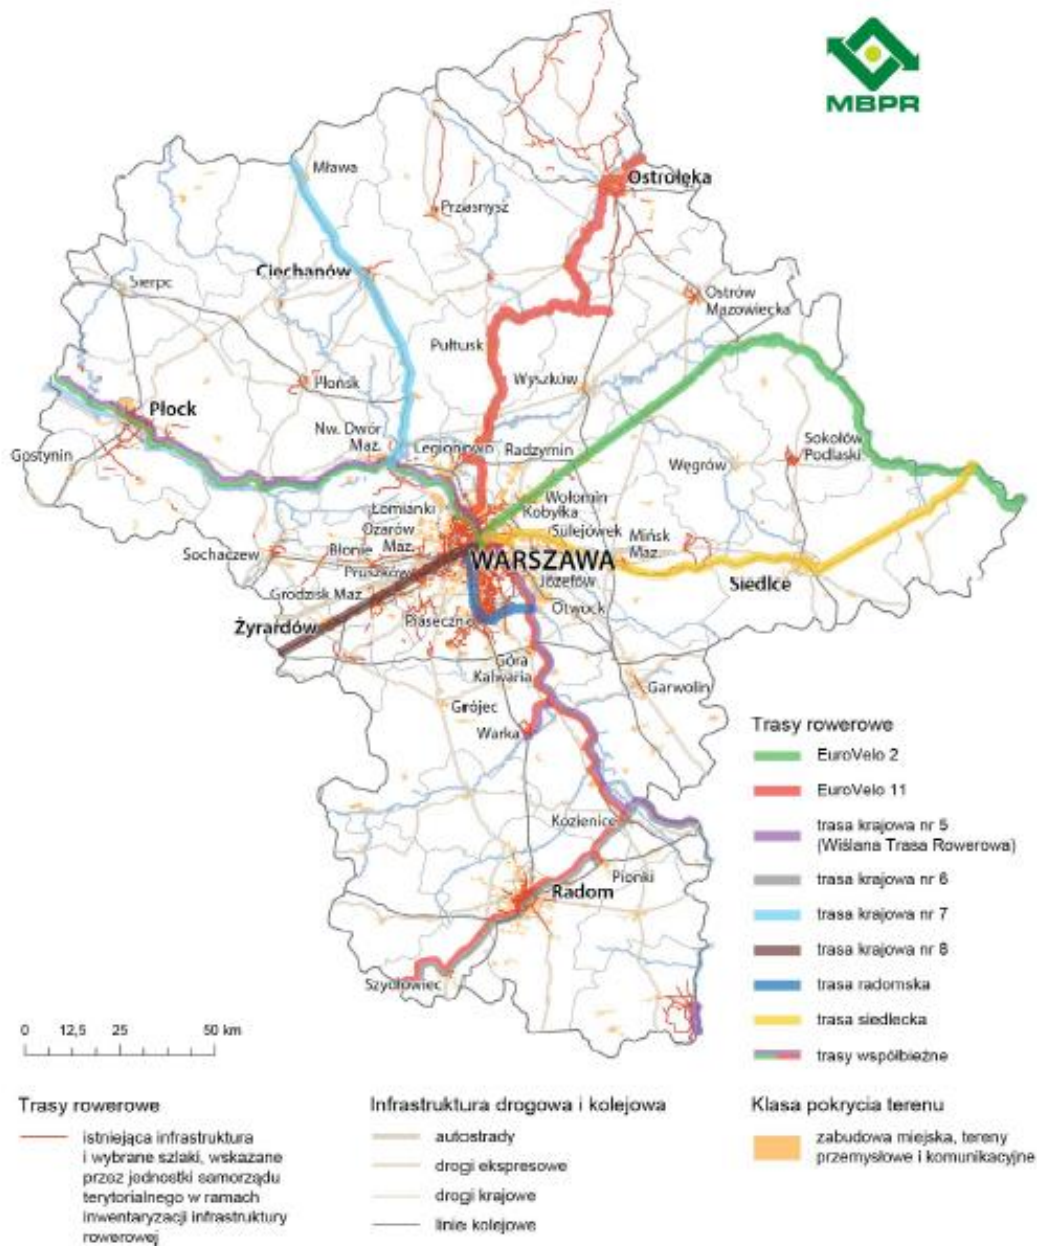 MBPR
Mława
Ostrołęka
Przasnysz
Ciechanów
Sierpc
Ostrów
Mazowiecka
Pułtusk
Płońsk
Wyszków
Płock
Nw. Dwór
Maz.
Legionowo
Radzymin
Sokołów
Podlaski
Gostynin
Węgrów
Łomianki
Wołomin
Kobyłka
Ożarów
Maz.
Sulejówek
Mińsk
Maz.
Sochaczew
Błonie
WARSZAWA
Pruszków
Józefów
Siedlce
Grodzisk Maz.
Otwock
Żyrardów
Piaseczno
Góra
Kalwaria
Garwolin
Grójec
Warka
Kozienice
Pionki
Radom
Szydłowiec
0 12,5 25 50 km
Trasy rowerowe
EuroVelo 2
EuroVelo 11
trasa krajowa nr 5
(Wiślana Trasa Rowerowa)
trasa krajowa nr 6
trasa krajowa nr 7
trasa krajowa nr 8
trasa radomska
trasa siedlecka
trasy współbieżne
Trasy rowerowe
istniejąca infrastruktura
i wybrane szlaki, wskazane
przez jednostki samorządu
terytorialnego w ramach
inwentaryzacji infrastruktury
rowerowej
Infrastruktura drogowa i kolejowa
autostrady
drogi ekspresowe
drogi krajowe
linie kolejowe
Klasa pokrycia terenu
zabudowa miejska, tereny
przemysłowe i komunikacyjne